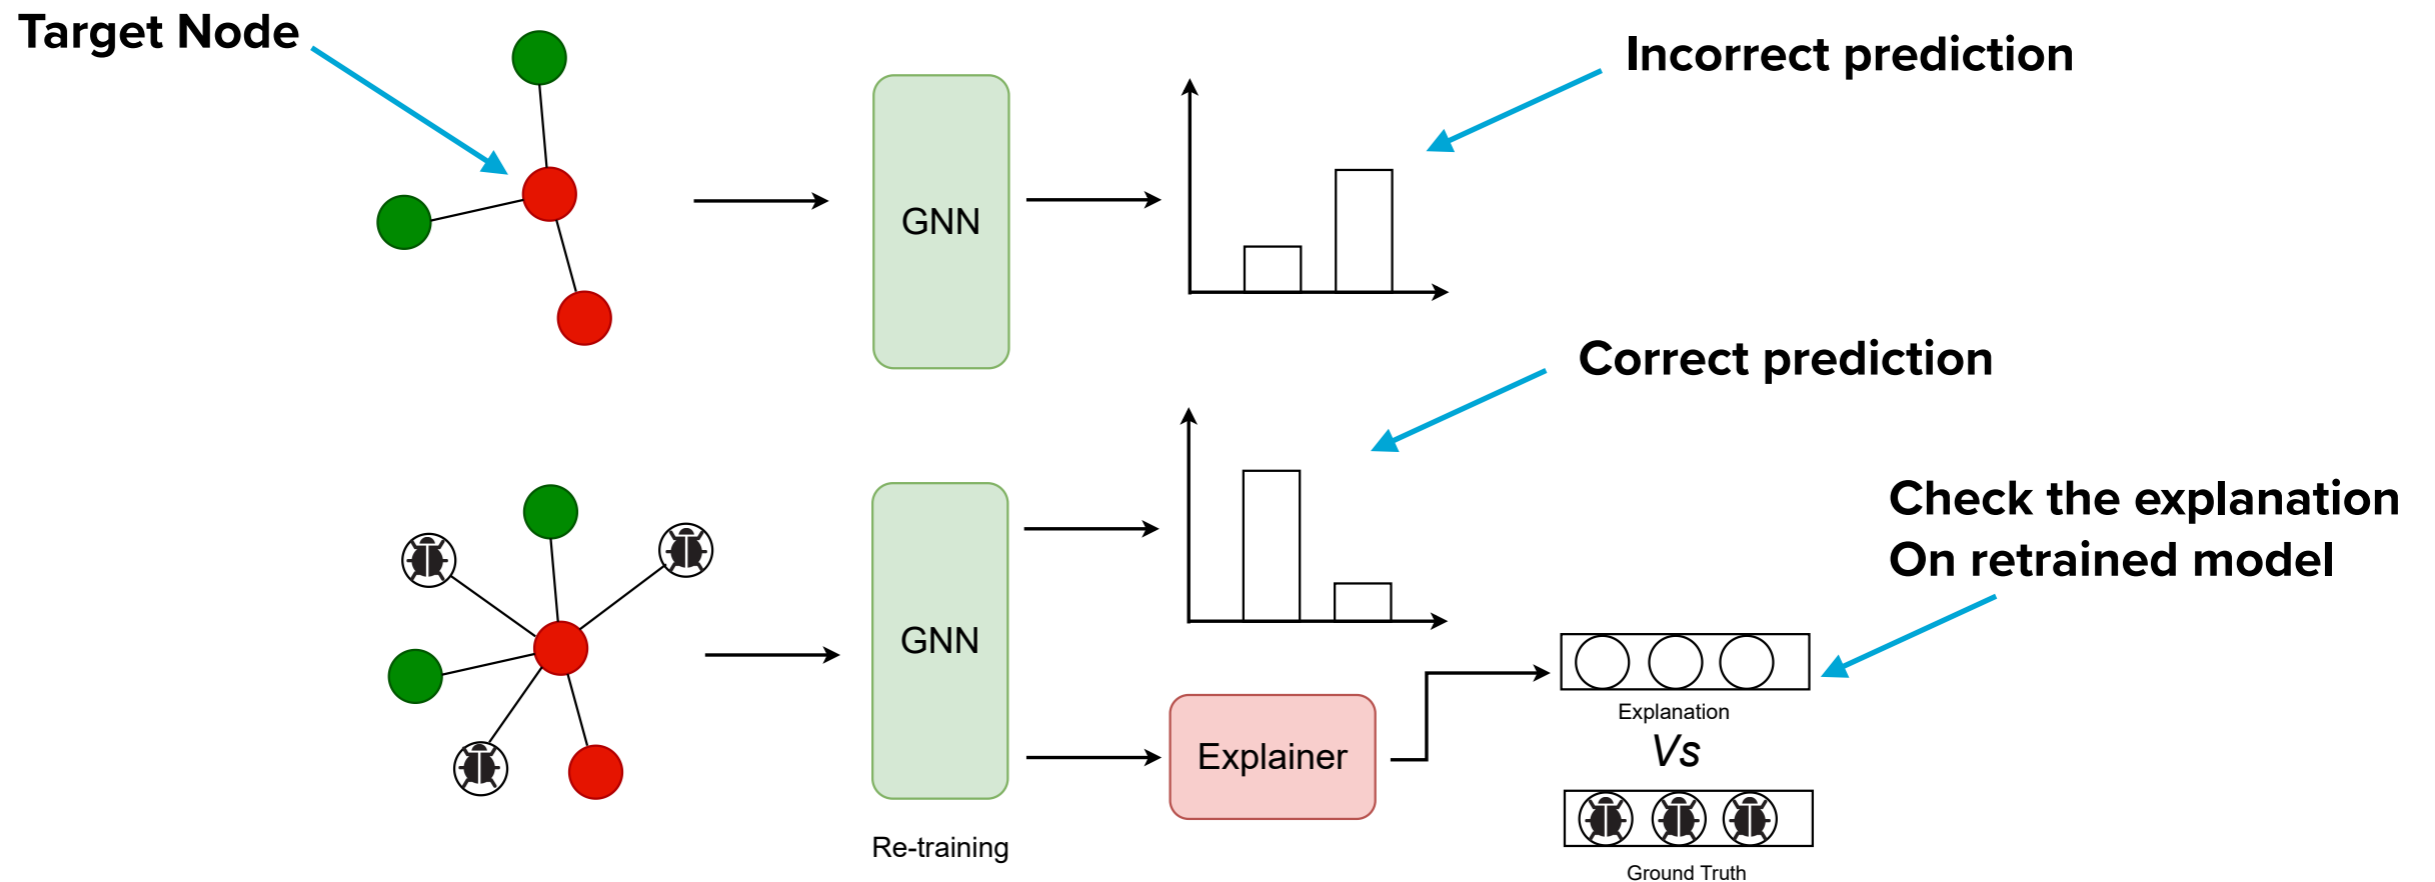 Target Node
Incorrect prediction
GNN
Correct prediction
Check the explanation
On retrained model
GNN
Explanation
Vs
Explainer
Re-training
Ground Truth